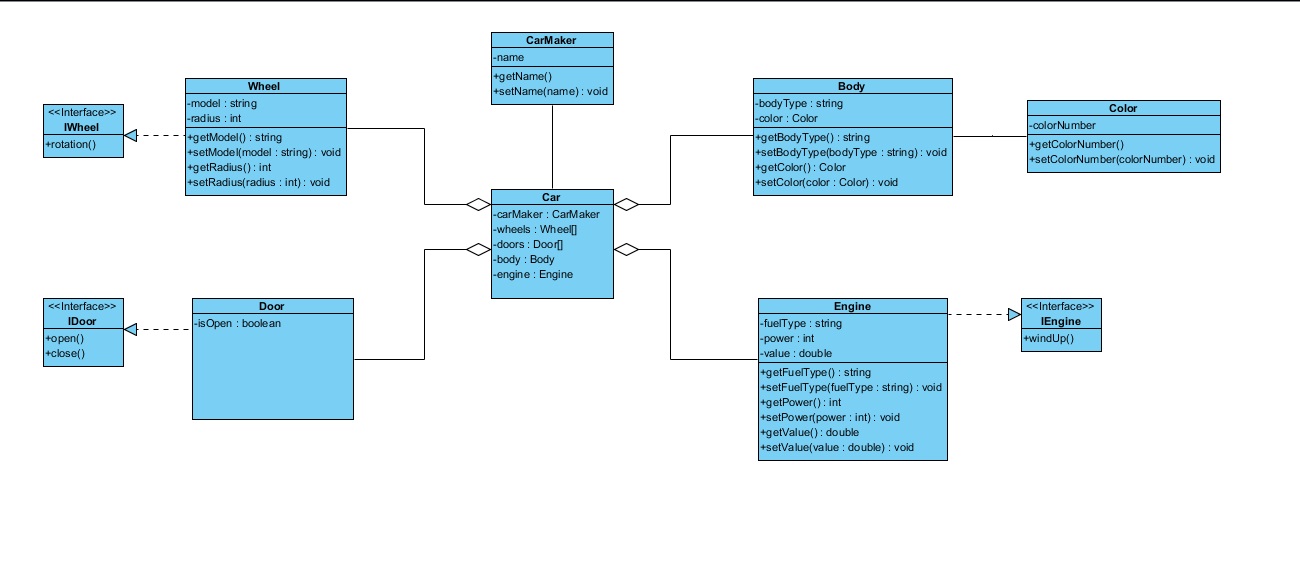 CarMaker
-name
+getName()
+setName(name) : void
Wheel
-model : string
-radius : int
+getModel() : string
+setModel(model : string) : void
+getRadius() : int
+setRadius(radius : int) : void
<<Interface>>
IWheel
+rotation()
Body
-bodyType : string
-color : Color
+getBodyType() : string
+setBodyType(bodyType : string) : void
+getColor() : Color
+setColor(color : Color) : void
Color
-colorNumber
+getColorNumber()
+setColorNumber(colorNumber) : void
Car
-carMaker : CarMaker
-wheels : Wheel[]
-doors : Door[]
-body : Body
-engine : Engine
<<Interface>>
IDoor
+open()
+close()
Door
-isOpen : boolean
Engine
-fuelType : string
-power : int
-value : double
+getFuelType() : string
+setFuelType(fuelType : string) : void
+getPower() : int
+setPower(power : int) : void
+getValue() : double
+setValue(value : double) : void
<<Interface>>
IEngine
+windUp()